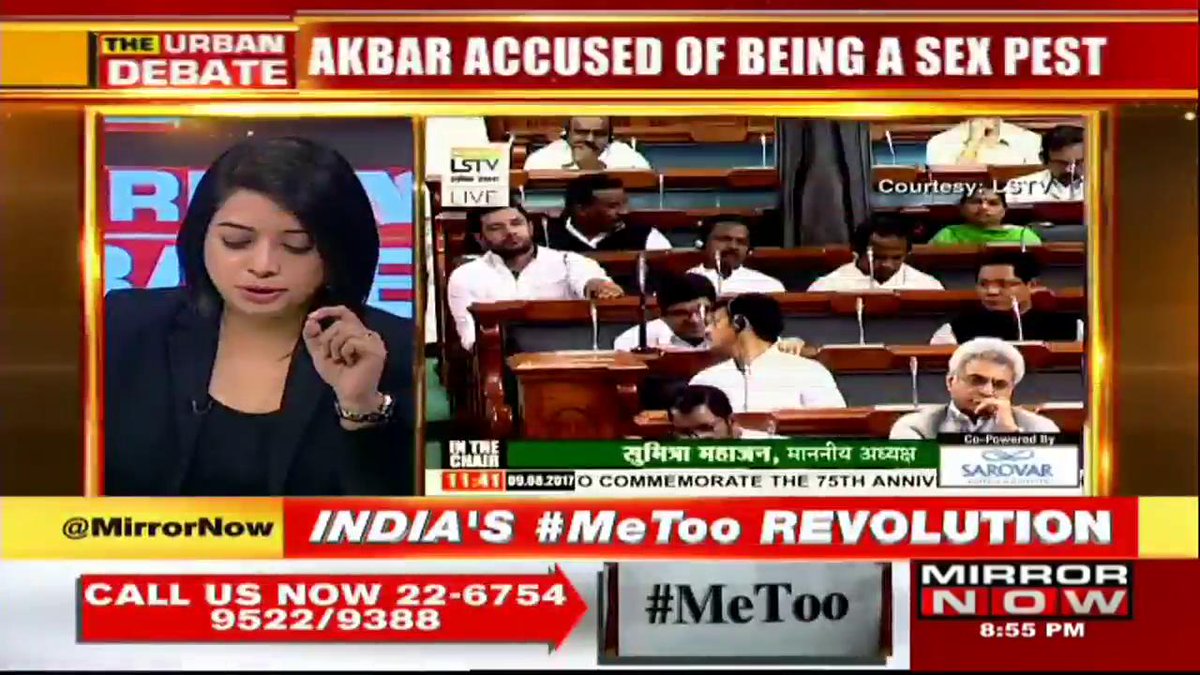 THE URBAN
DEBATE
AKBAR ACCUSED OF BEING A SEX PEST
LSTV
LIVE
Courtesy: LSTV
IN THE
CHAIR
सुमित्रा महाजन, माननीय अध्यक्ष
11:41
09.08.2017
O COMMEMORATE THE 75TH ANNIV
Co-Powered By
SAROVAR
@MirrorNow
INDIA'S #MeToo REVOLUTION
CALL US NOW 22-6754
9522/9388
#MeToo
MIRROR
NOW
8:55 PM